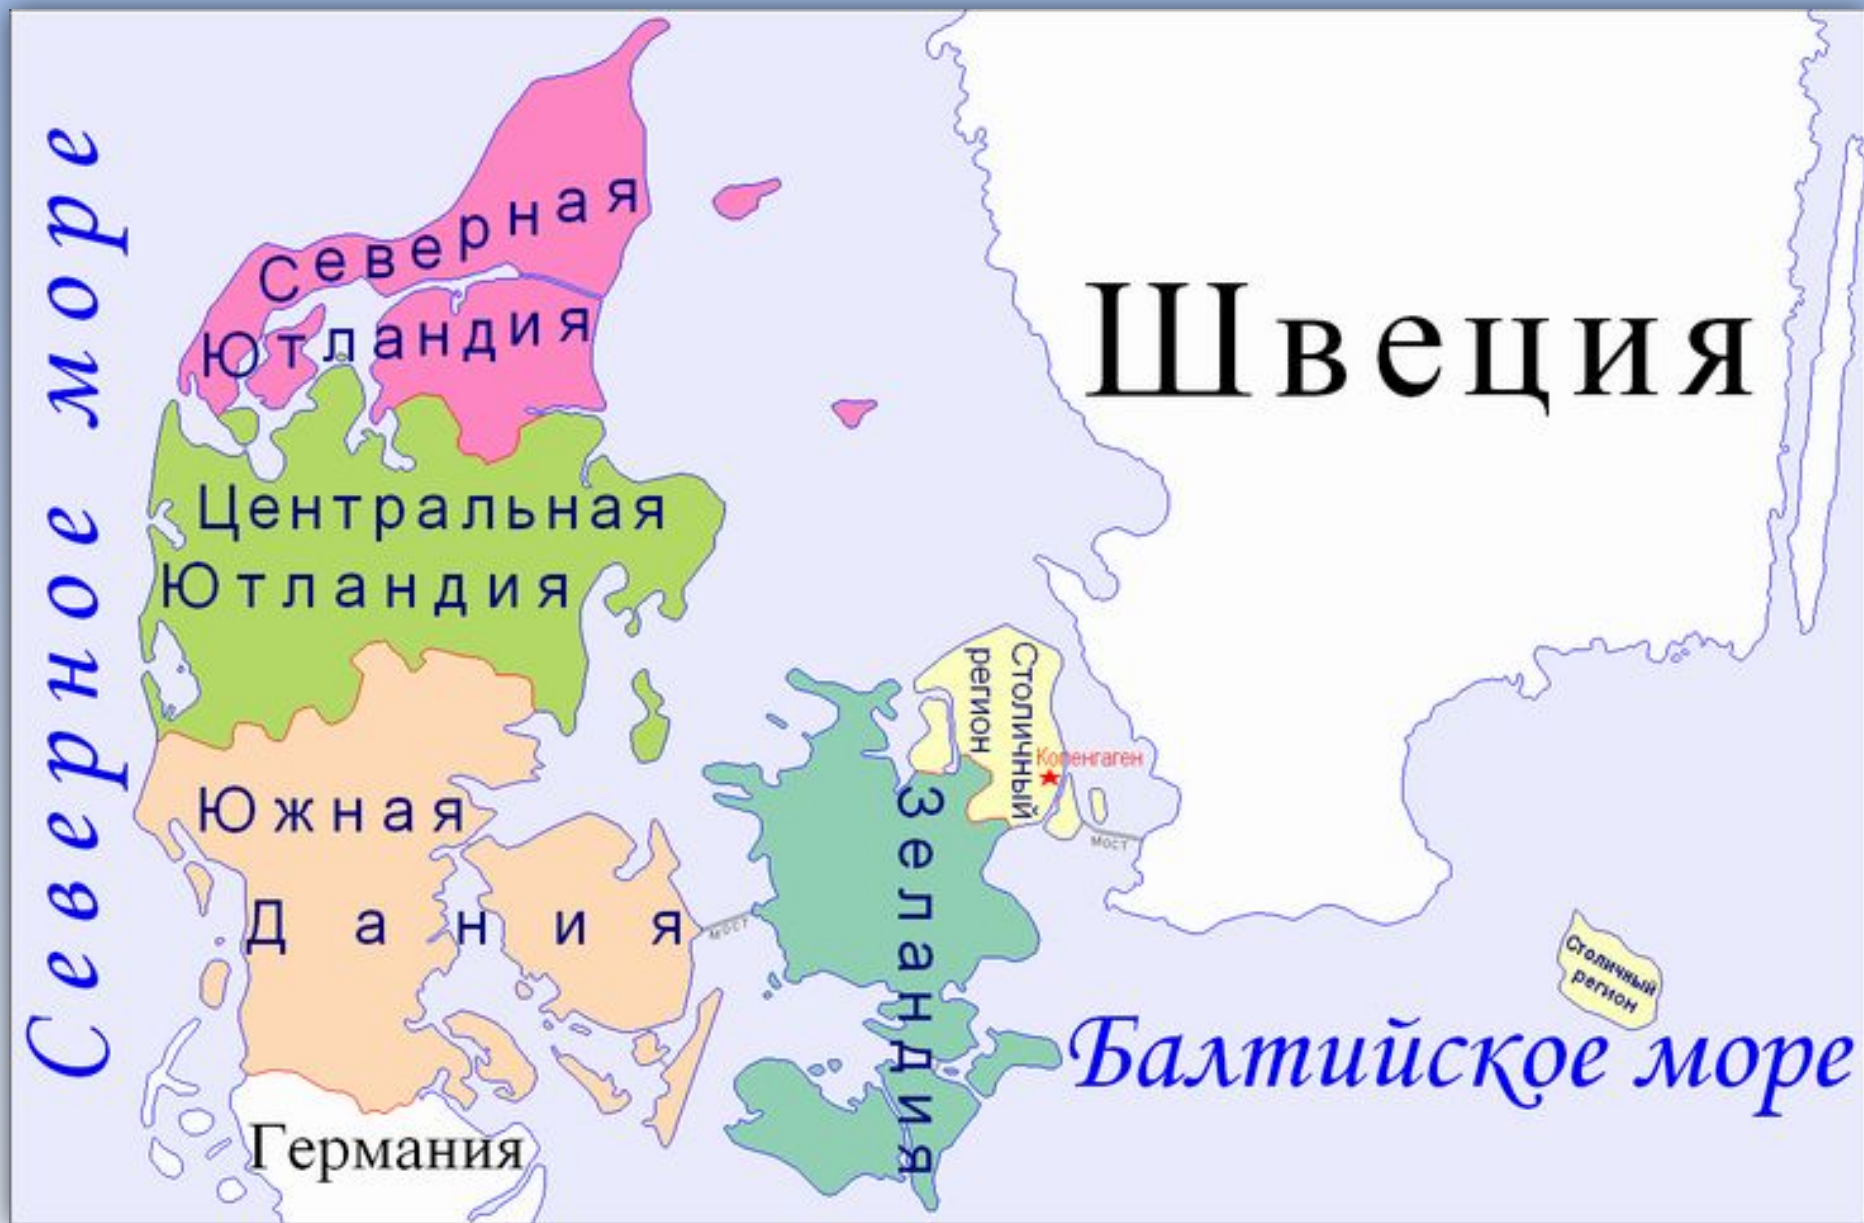 Северное море
Северная
Ютландия
Швеция
Центральная
Ютландия
Столичный
регион
Копенгаген
мост
Южная
Дания
мост
Зеландия
Столичный
регион
Балтийское море
Германия